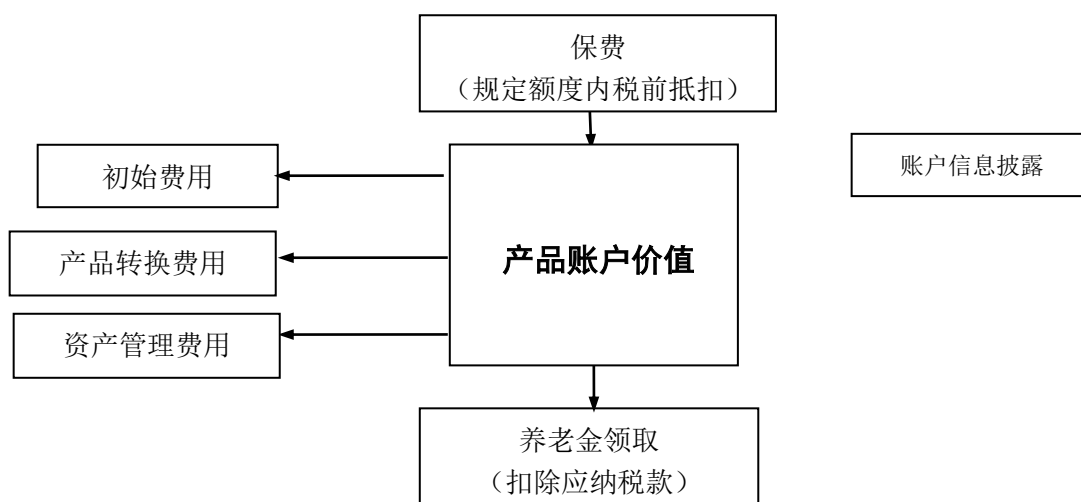 保费
（规定额度内税前抵扣）
初始费用
账户信息披露
产品转换费用
产品账户价值
资产管理费用
养老金领取
（扣除应纳税款）